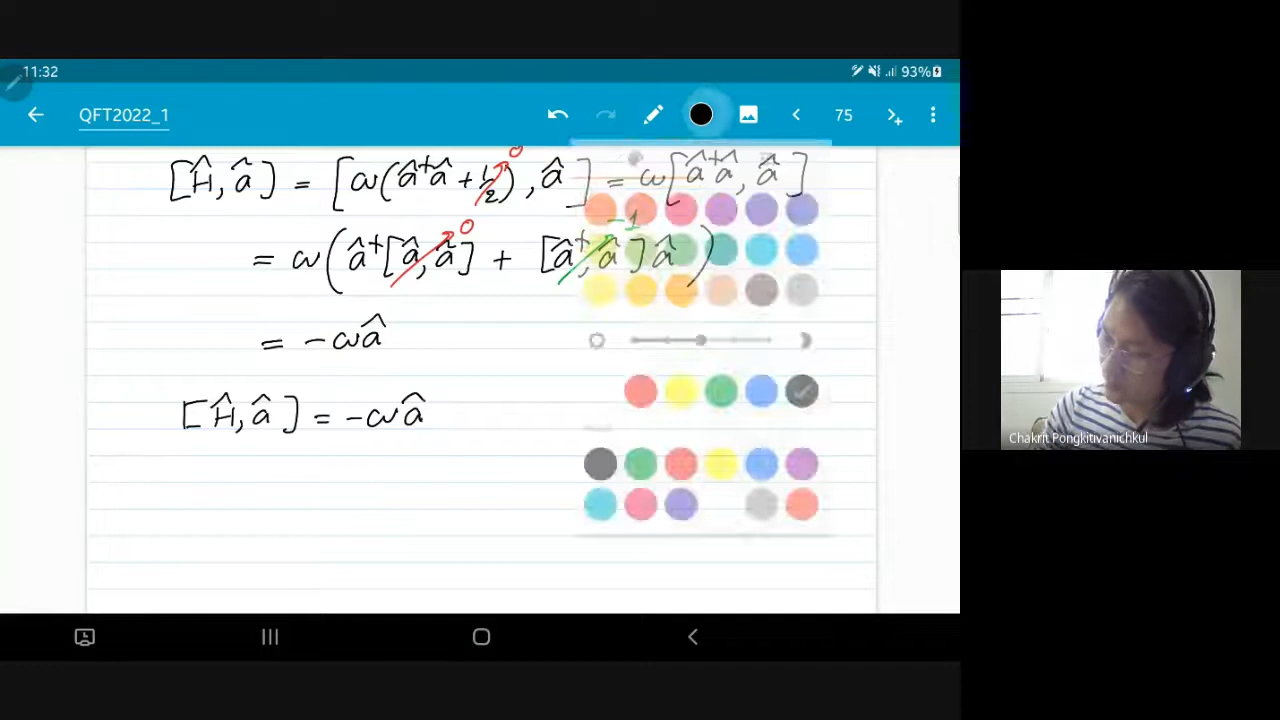 11:32
93%
QFT2022_1
75
[Ĥ, â] = [ω(â†â + 1/2), â] = ω[â†â, â]
0
= ω(â†[â, â] + [â†, â]â)
0
-1
= -ωâ
[Ĥ, â] = -ωâ
Chakrit Pongkitivanichkul